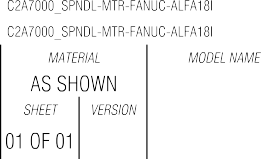 C2A7000_SPNDL-MTR-FANUC-ALFA18I
C2A7000_SPNDL-MTR-FANUC-ALFA18I
MATERIAL MODEL NAME
AS SHOWN
SHEET VERSION
01 OF 01